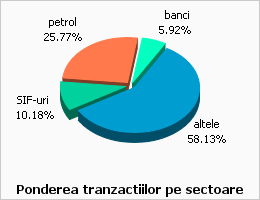 petrol
25.77%
banci
5.92%
SIF-uri
10.18%
altele
58.13%
Ponderea tranzactiilor pe sectoare